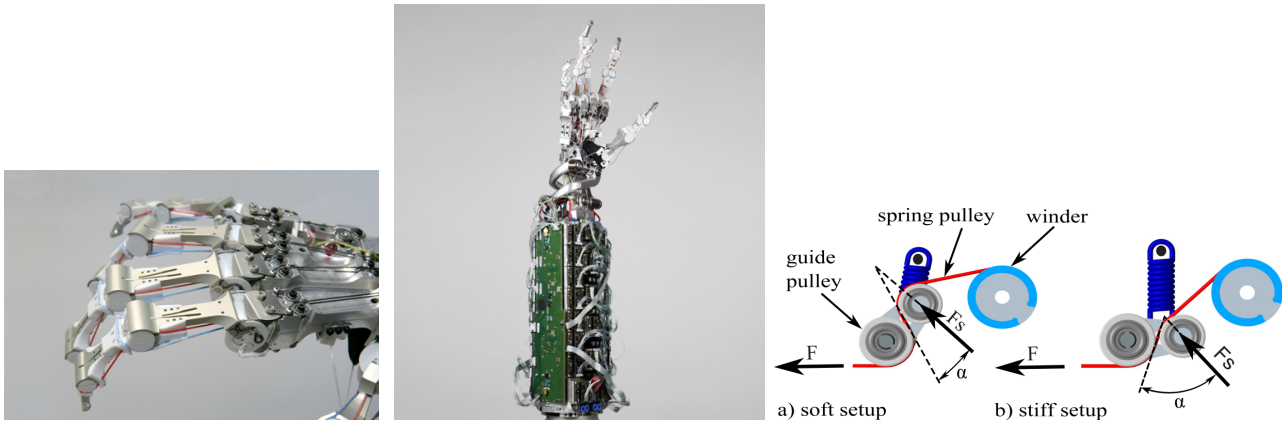 spring pulley
winder
guide
pulley
Fs
F
α
a) soft setup
Fs
F
α
b) stiff setup